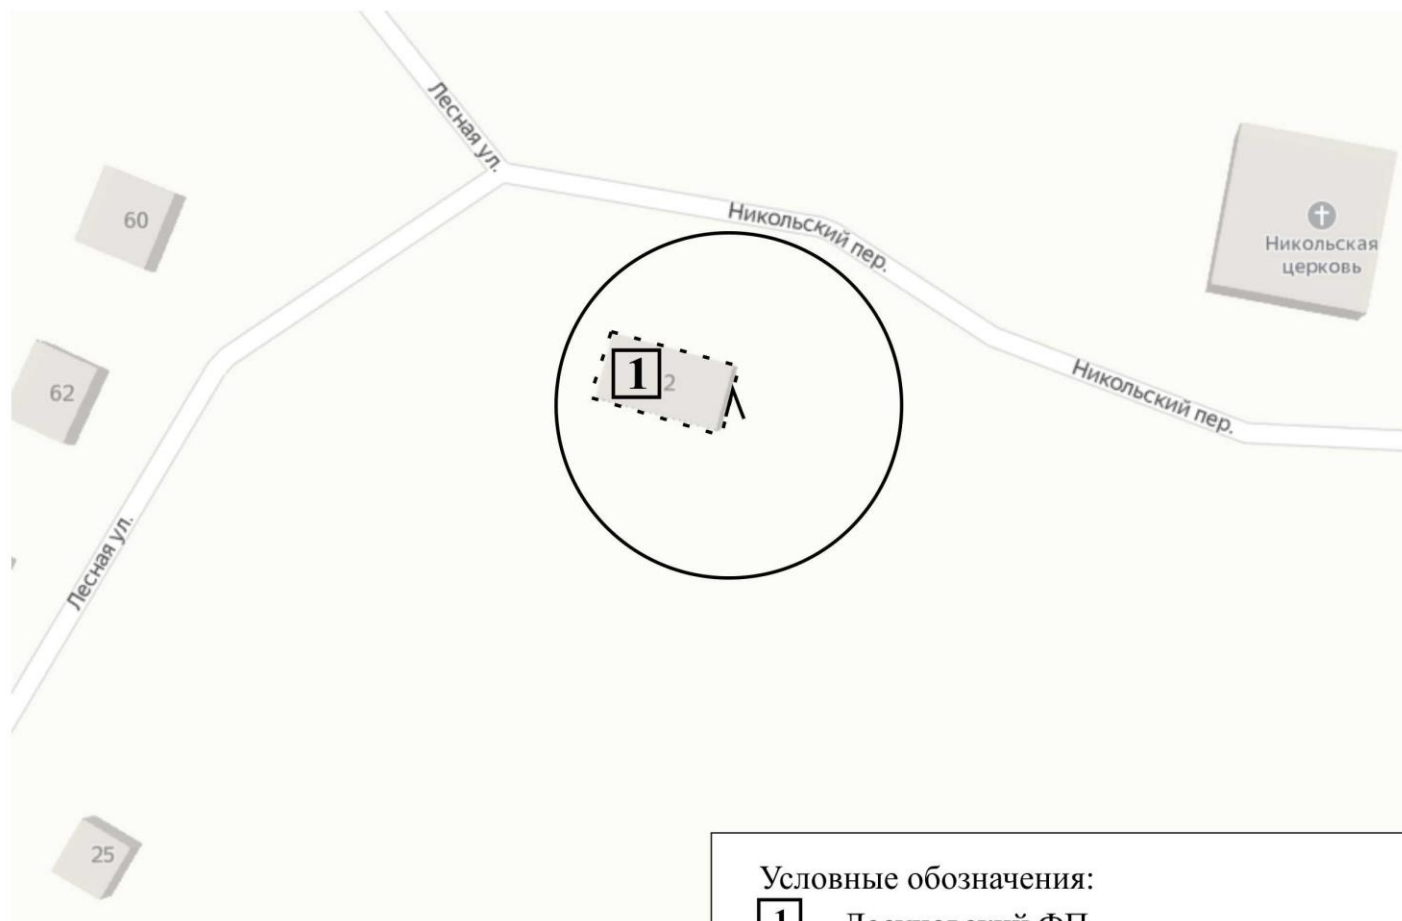 Лесная ул.
60
Никольский пер.
Никольская
церковь
1
2
62
Никольский пер.
Лесная ул.
25
Условные обозначения:
1